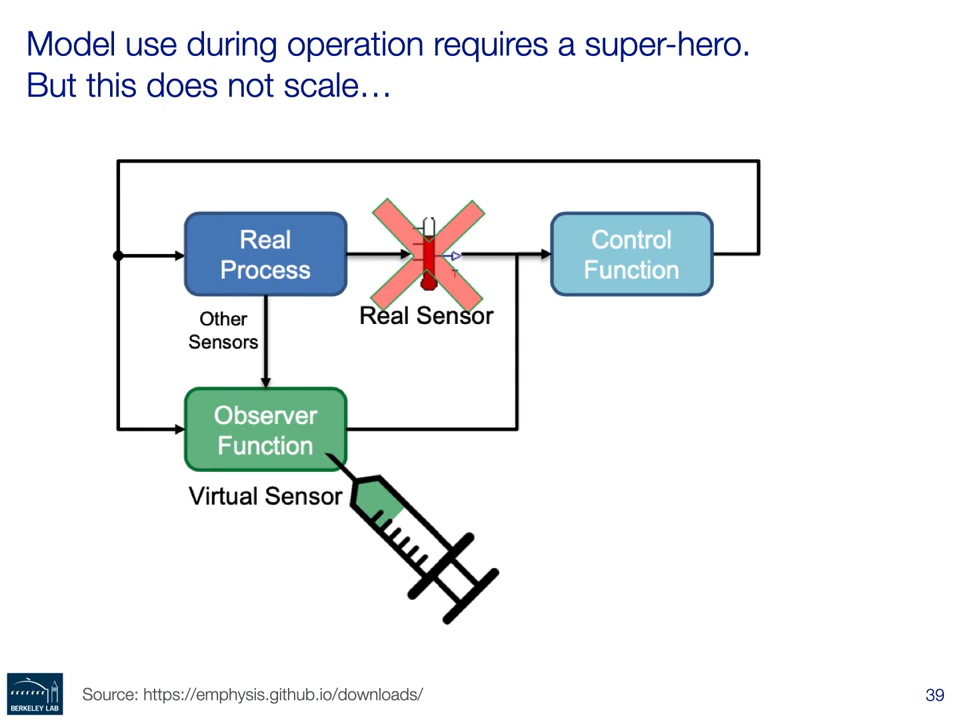 Model use during operation requires a super-hero.
But this does not scale…
Real
Process
Control
Function
T
Real Sensor
Other
Sensors
Observer
Function
Virtual Sensor
BERKELEY LAB
Source: https://emphysis.github.io/downloads/
39